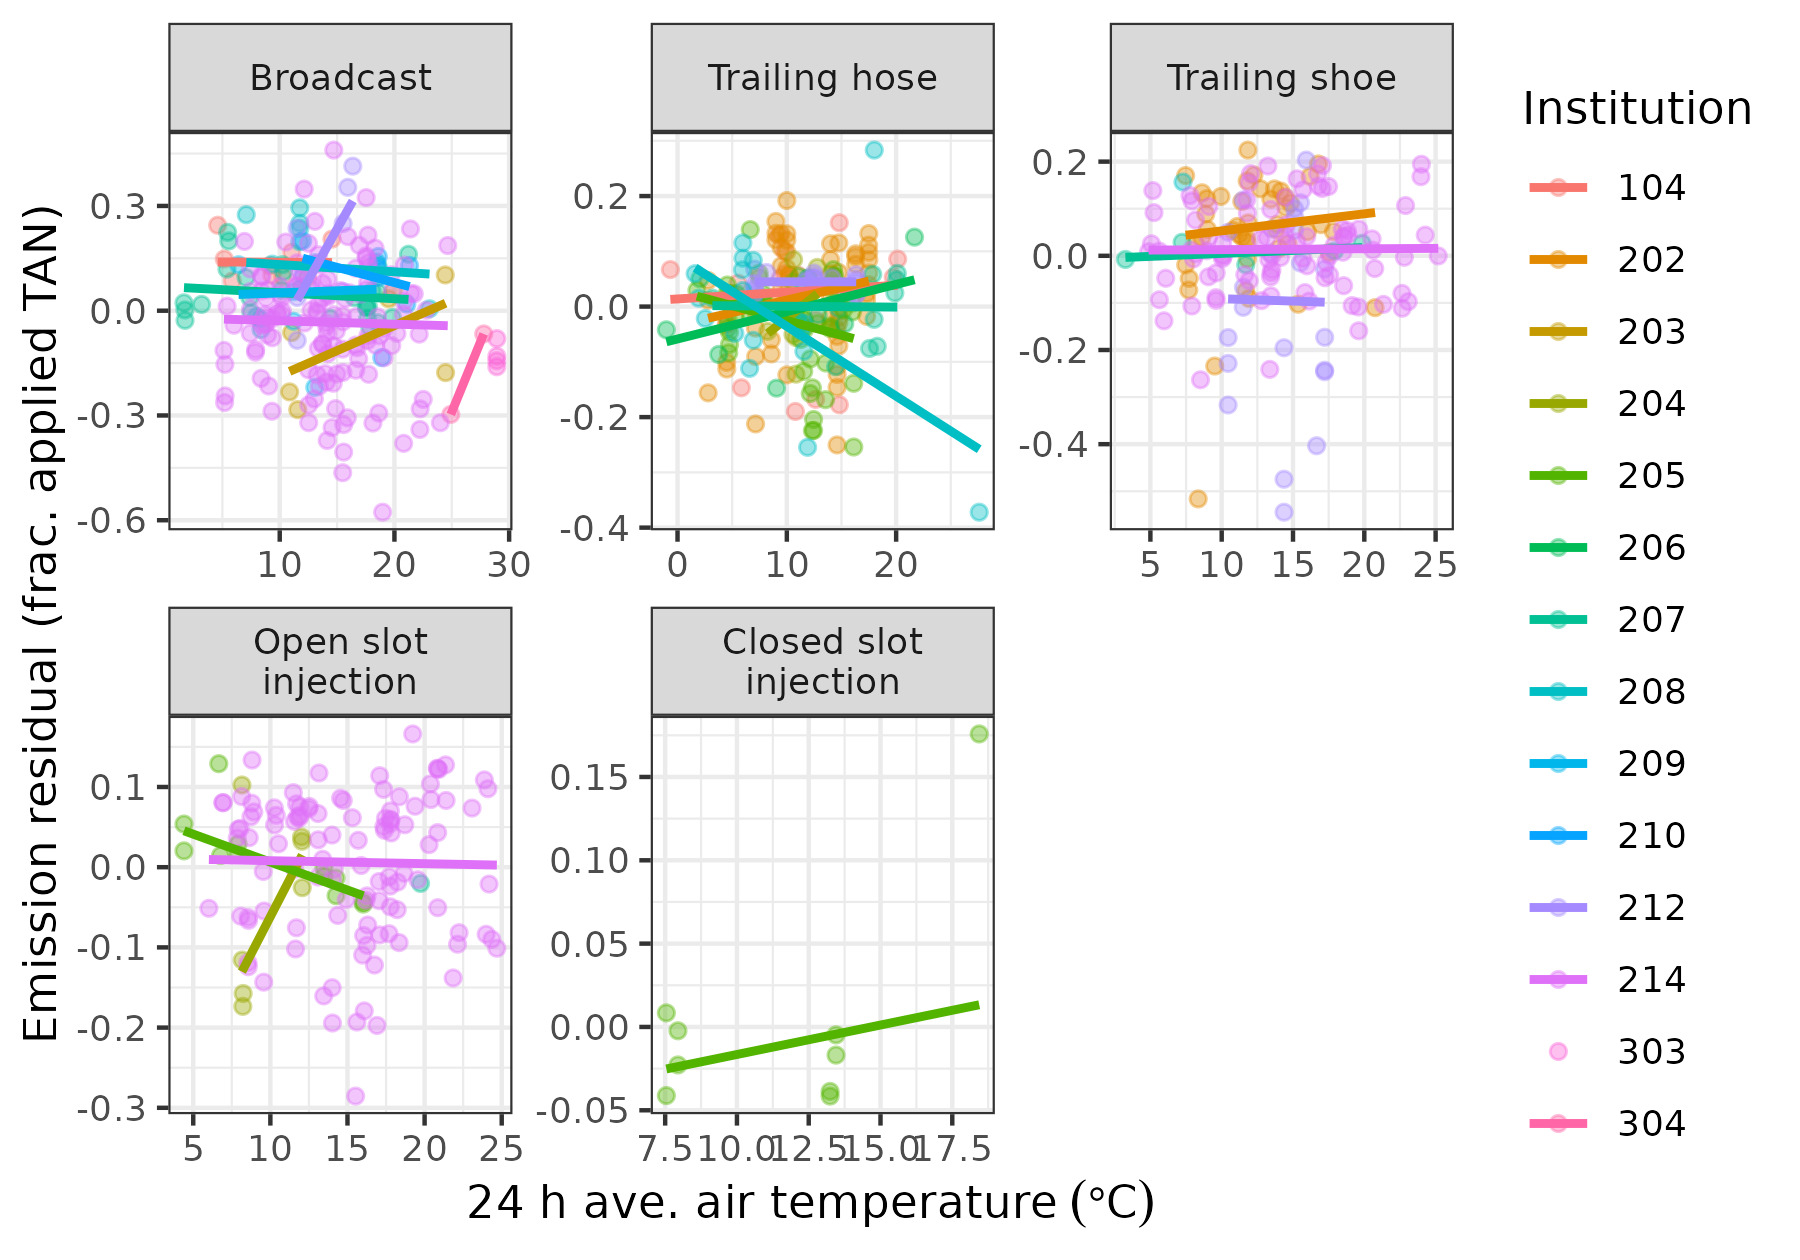 Broadcast
Trailing hose
Trailing shoe
Institution
104
202
203
204
205
206
207
208
209
210
212
214
303
304
Emission residual (frac. applied TAN)
0.3
0.0
-0.3
-0.6
10 20 30
0.2
0.0
-0.2
-0.4
0 10 20
0.2
0.0
-0.2
-0.4
5 10 15 20 25
Open slot
injection
Closed slot
injection
0.1
0.0
-0.1
-0.2
-0.3
5 10 15 20 25
0.15
0.10
0.05
0.00
-0.05
7.5 10.0 12.5 15.0 17.5
24 h ave. air temperature (°C)